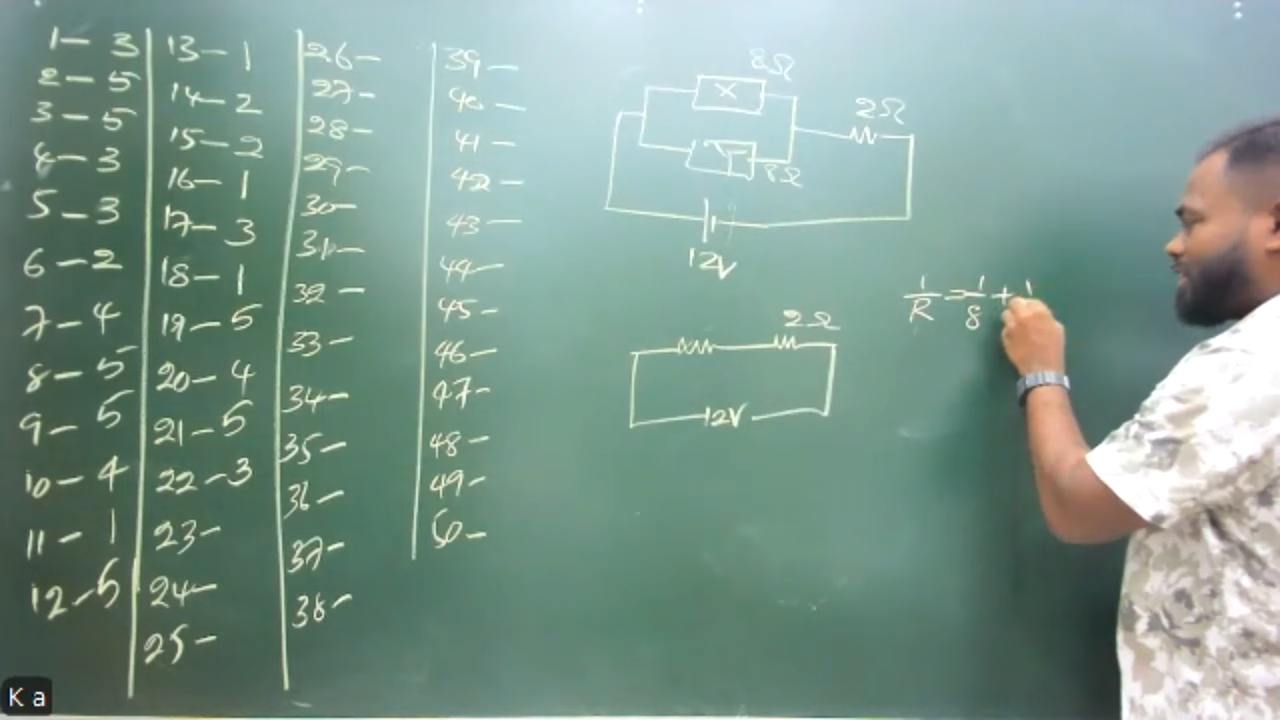 1 – 3
2 – 5
3 – 5
4 – 3
5 – 3
6 – 2
7 – 4
8 – 5
9 – 5
10 – 4
11 – 1
12 – 5
13 – 1
14 – 2
15 – 2
16 – 1
17 – 3
18 – 1
19 – 5
20 – 4
21 – 5
22 – 3
23 –
24 –
25 –
26 –
27 –
28 –
29 –
30 –
31 –
32 –
33 –
34 –
35 –
36 –
37 –
38 –
39 –
40 –
41 –
42 –
43 –
44 –
45 –
46 –
47 –
48 –
49 –
50 –
8Ω
X
2Ω
Y
8Ω
12V
2Ω
12V
1/R = 1/8 + 1
K a